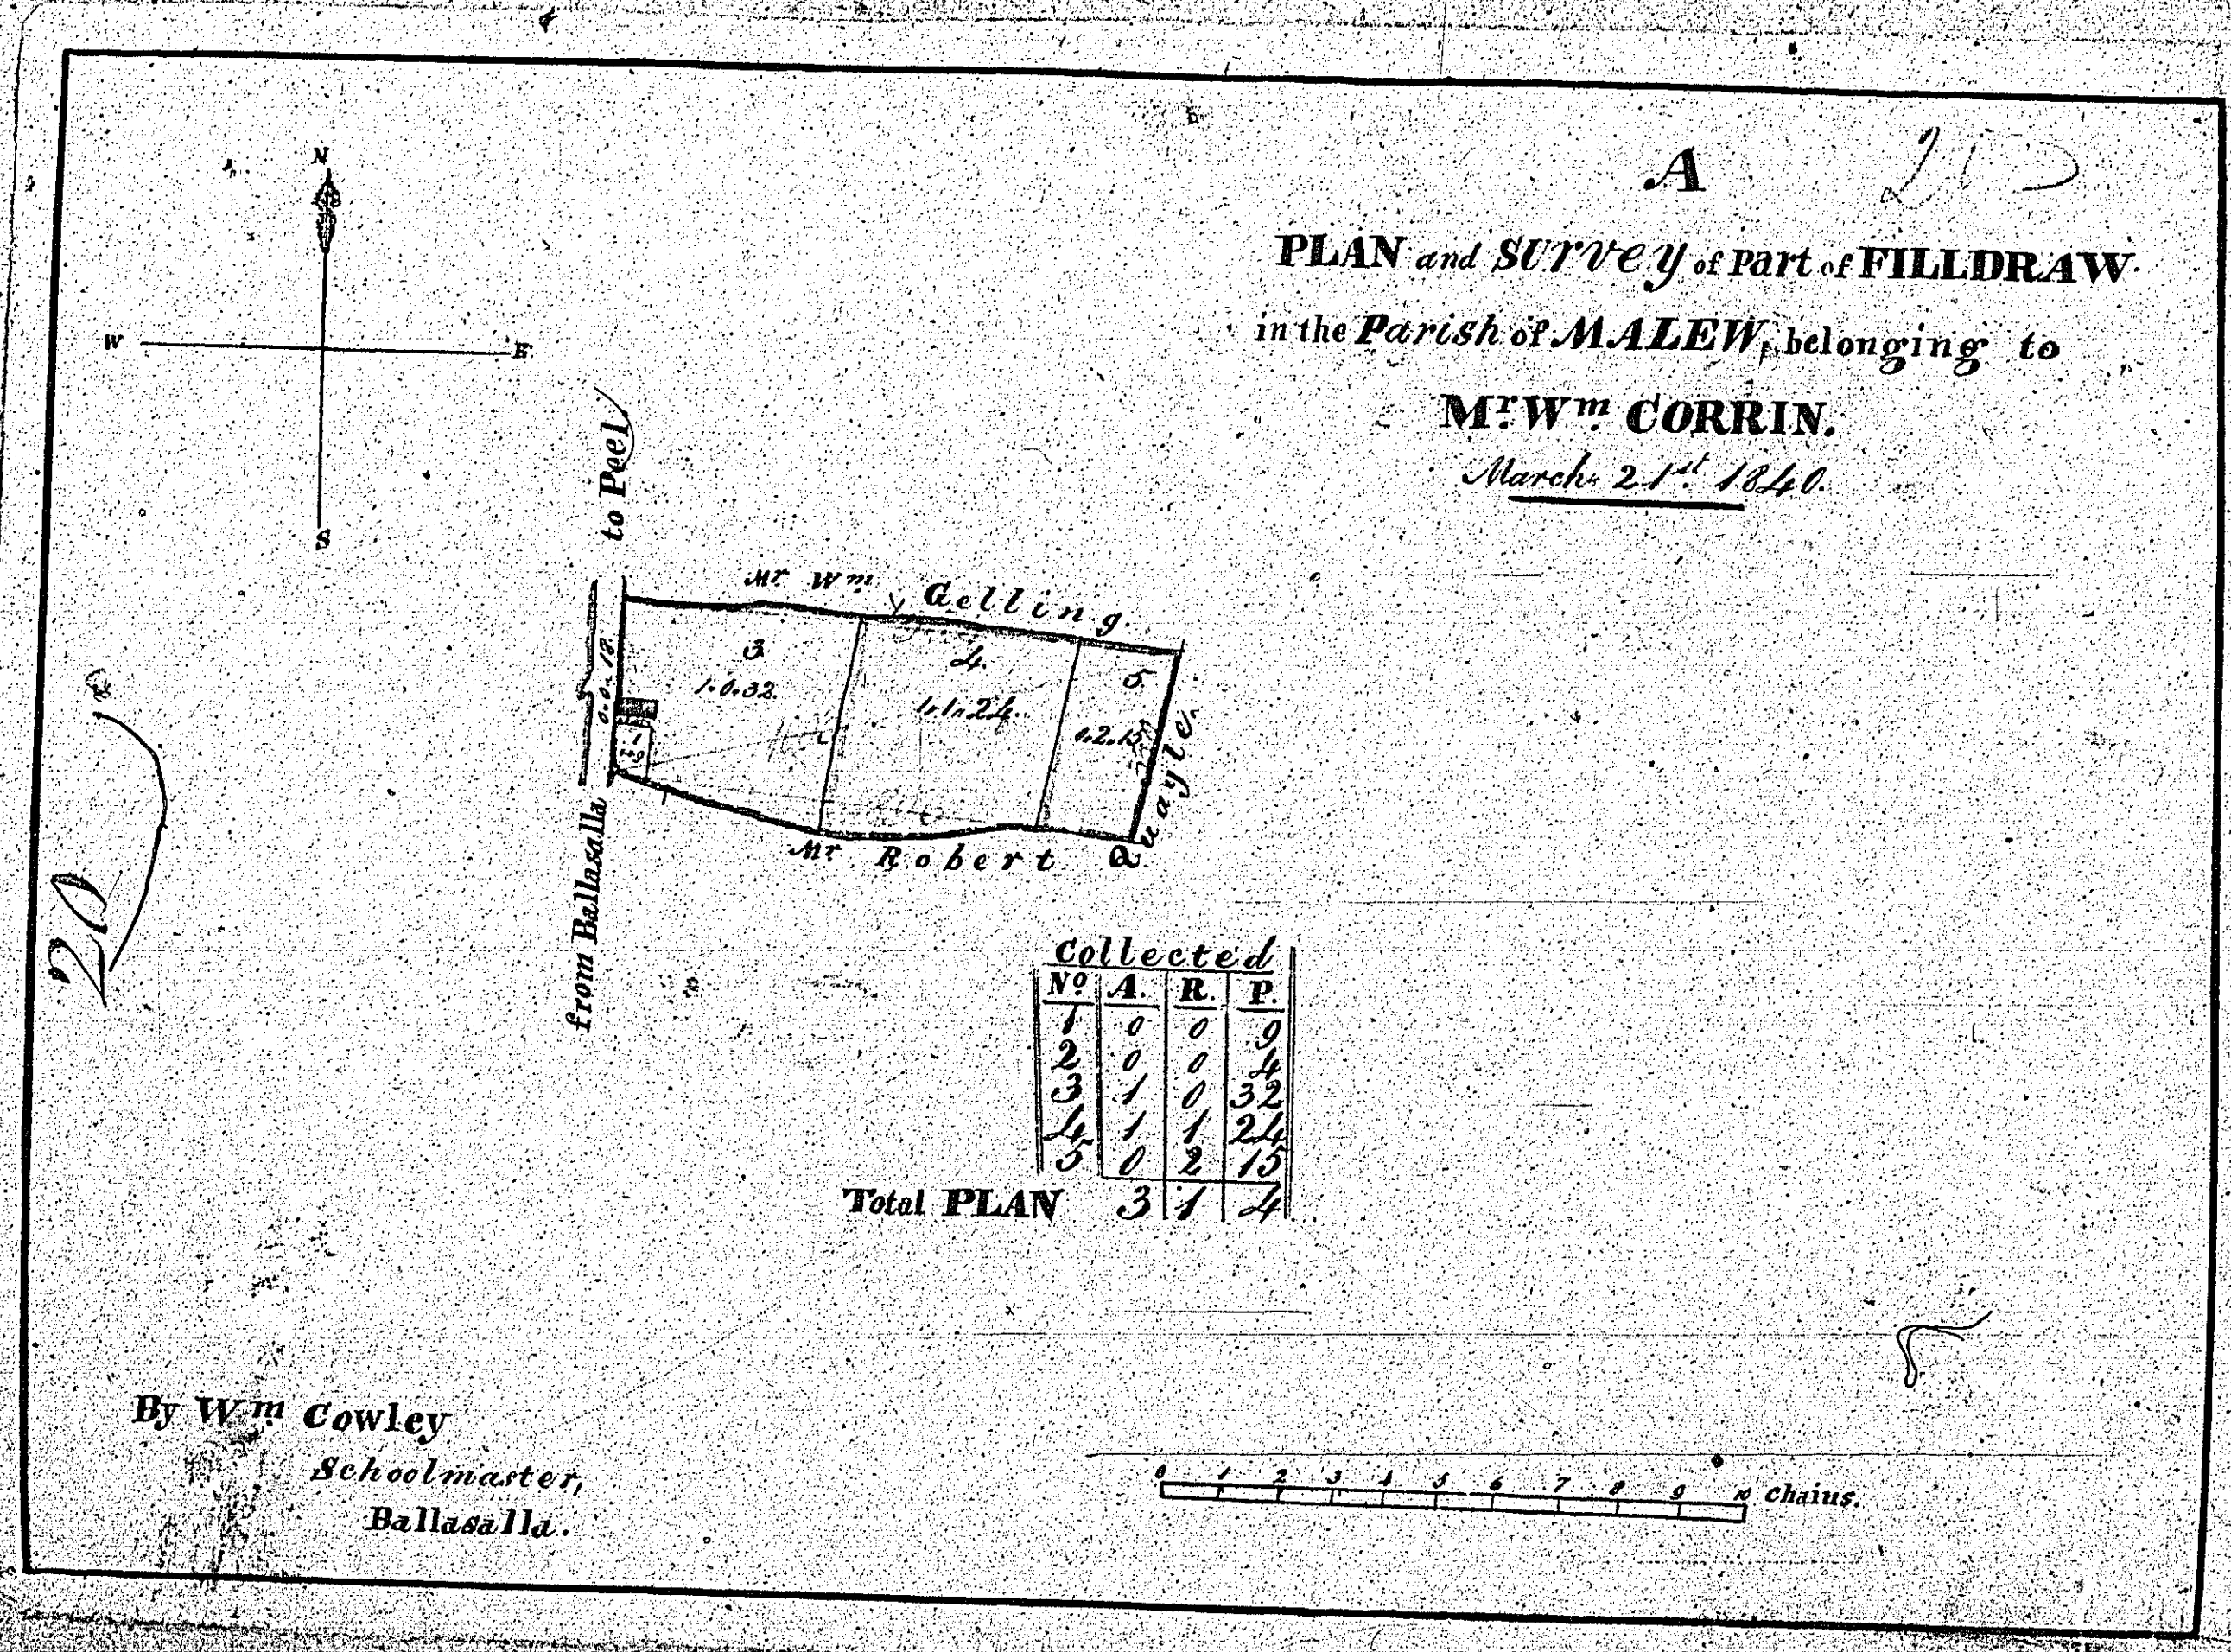 A
PLAN and SURvey of Part of FILLDRAW
in the Parish of MALEW, belonging to
Mr. Wm. CORRIN.
March 21st. 1840.
N
W
E
S
to Peel
from Ballasalla
Mr. Wm. Gelling.
Mr. Robert Quayle.
0.0.18
3
1.0.32
4.
1.1.24.
5
0.2.15
20
Collected
No. A. R. P.
1 0 0 9
2 0 0 4
3 1 0 32
4 1 1 24
5 0 2 15
Total PLAN 3 1 4
By Wm. Cowley
Schoolmaster,
Ballasalla.
0 1 2 3 4 5 6 7 8 9 10 chains.